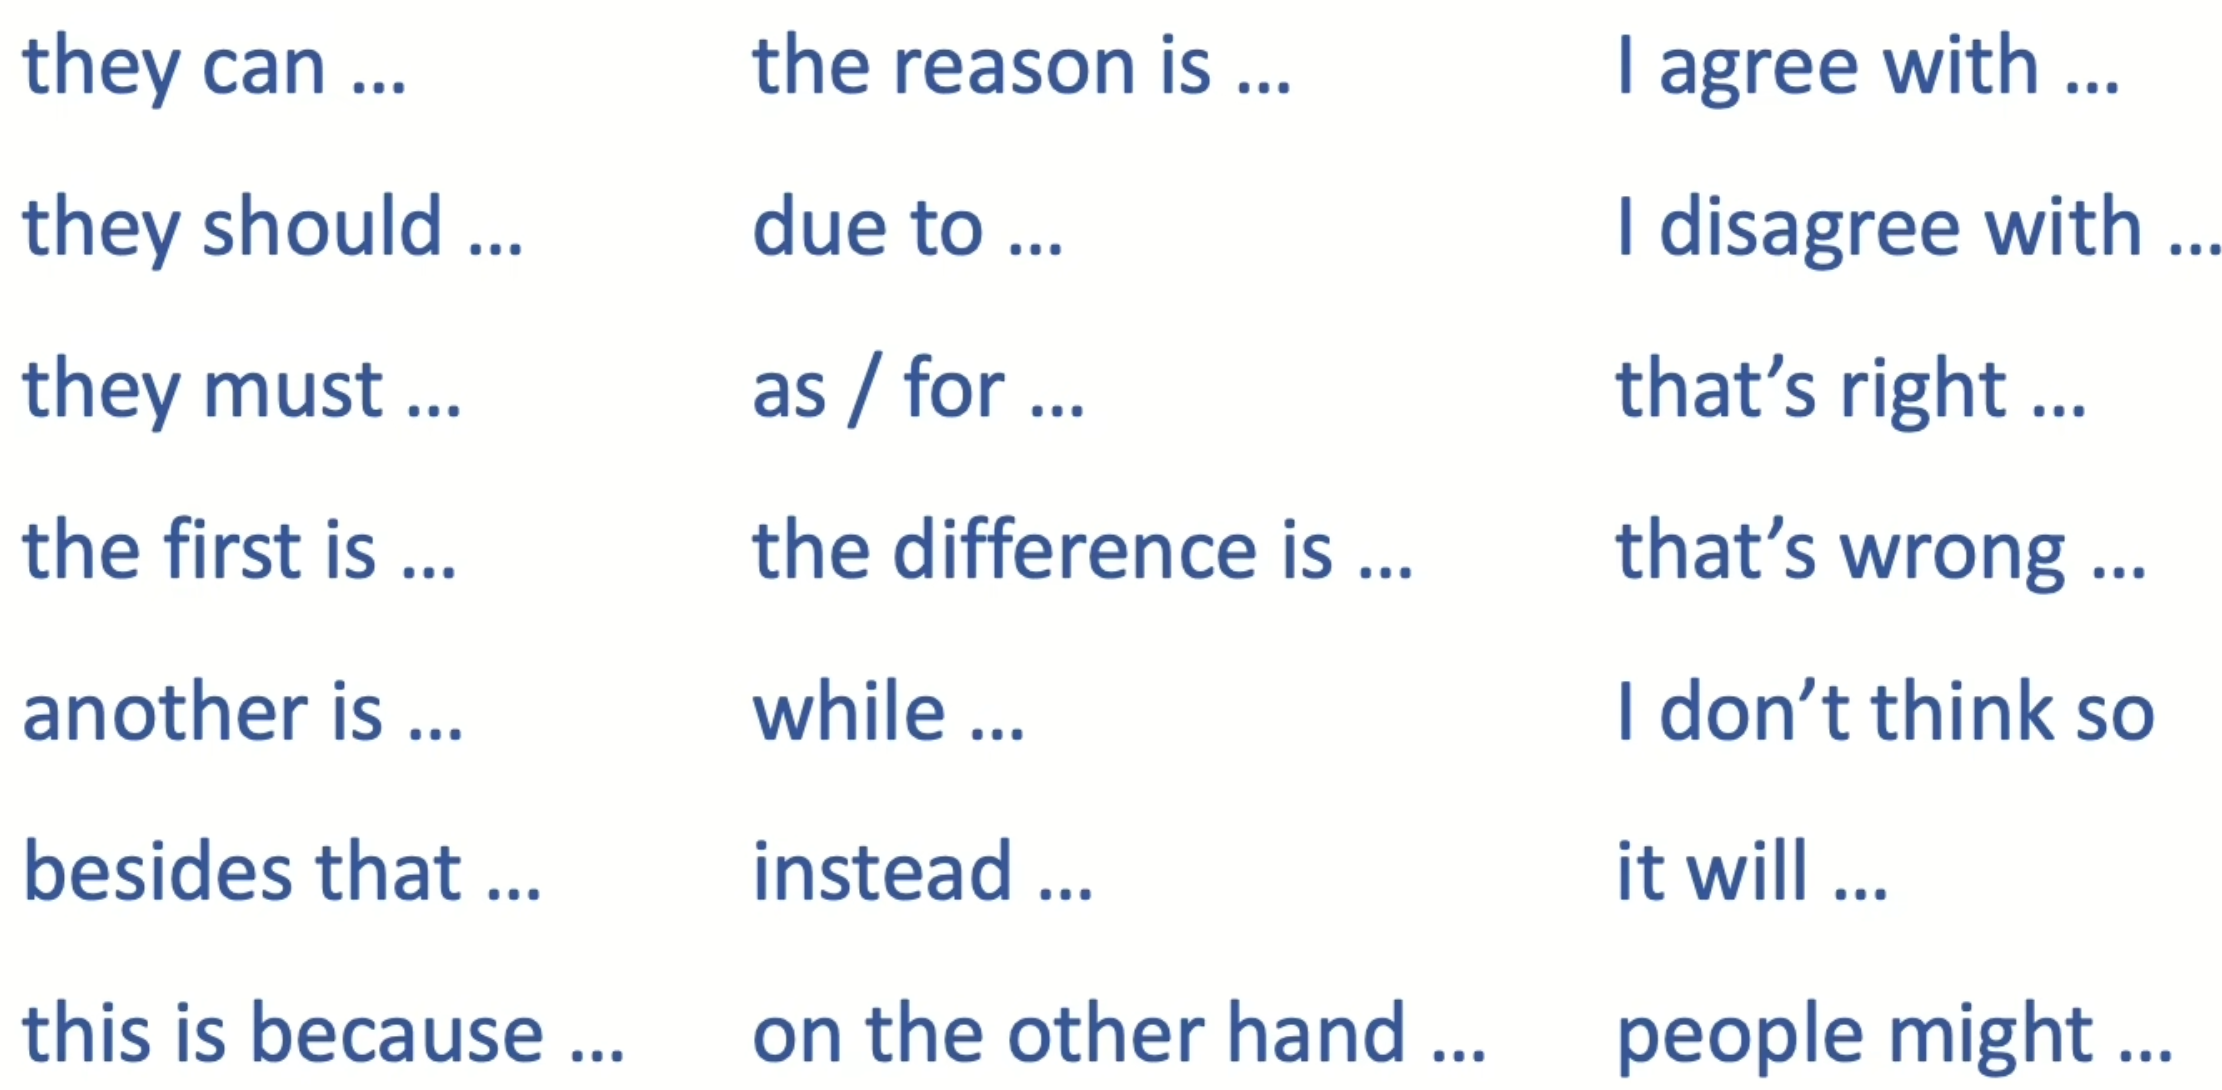 they can ...
they should ...
they must ...
the first is ...
another is ...
besides that ...
this is because ...
the reason is ...
due to ...
as / for ...
the difference is ...
while ...
instead ...
on the other hand ...
I agree with ...
I disagree with ...
that’s right ...
that’s wrong ...
I don’t think so
it will ...
people might ...